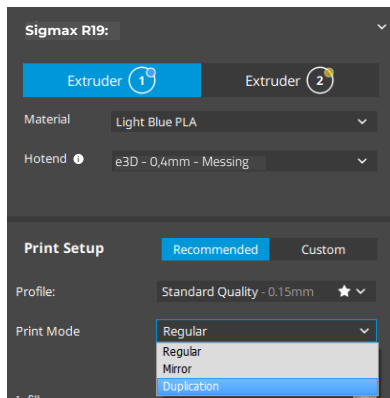 Sigmax R19:
Extruder 1 Extruder 2
Material Light Blue PLA
Hotend e3D - 0,4mm - Messing
Print Setup Recommended Custom
Profile: Standard Quality - 0.15mm
Print Mode Regular
Regular
Mirror
Duplication